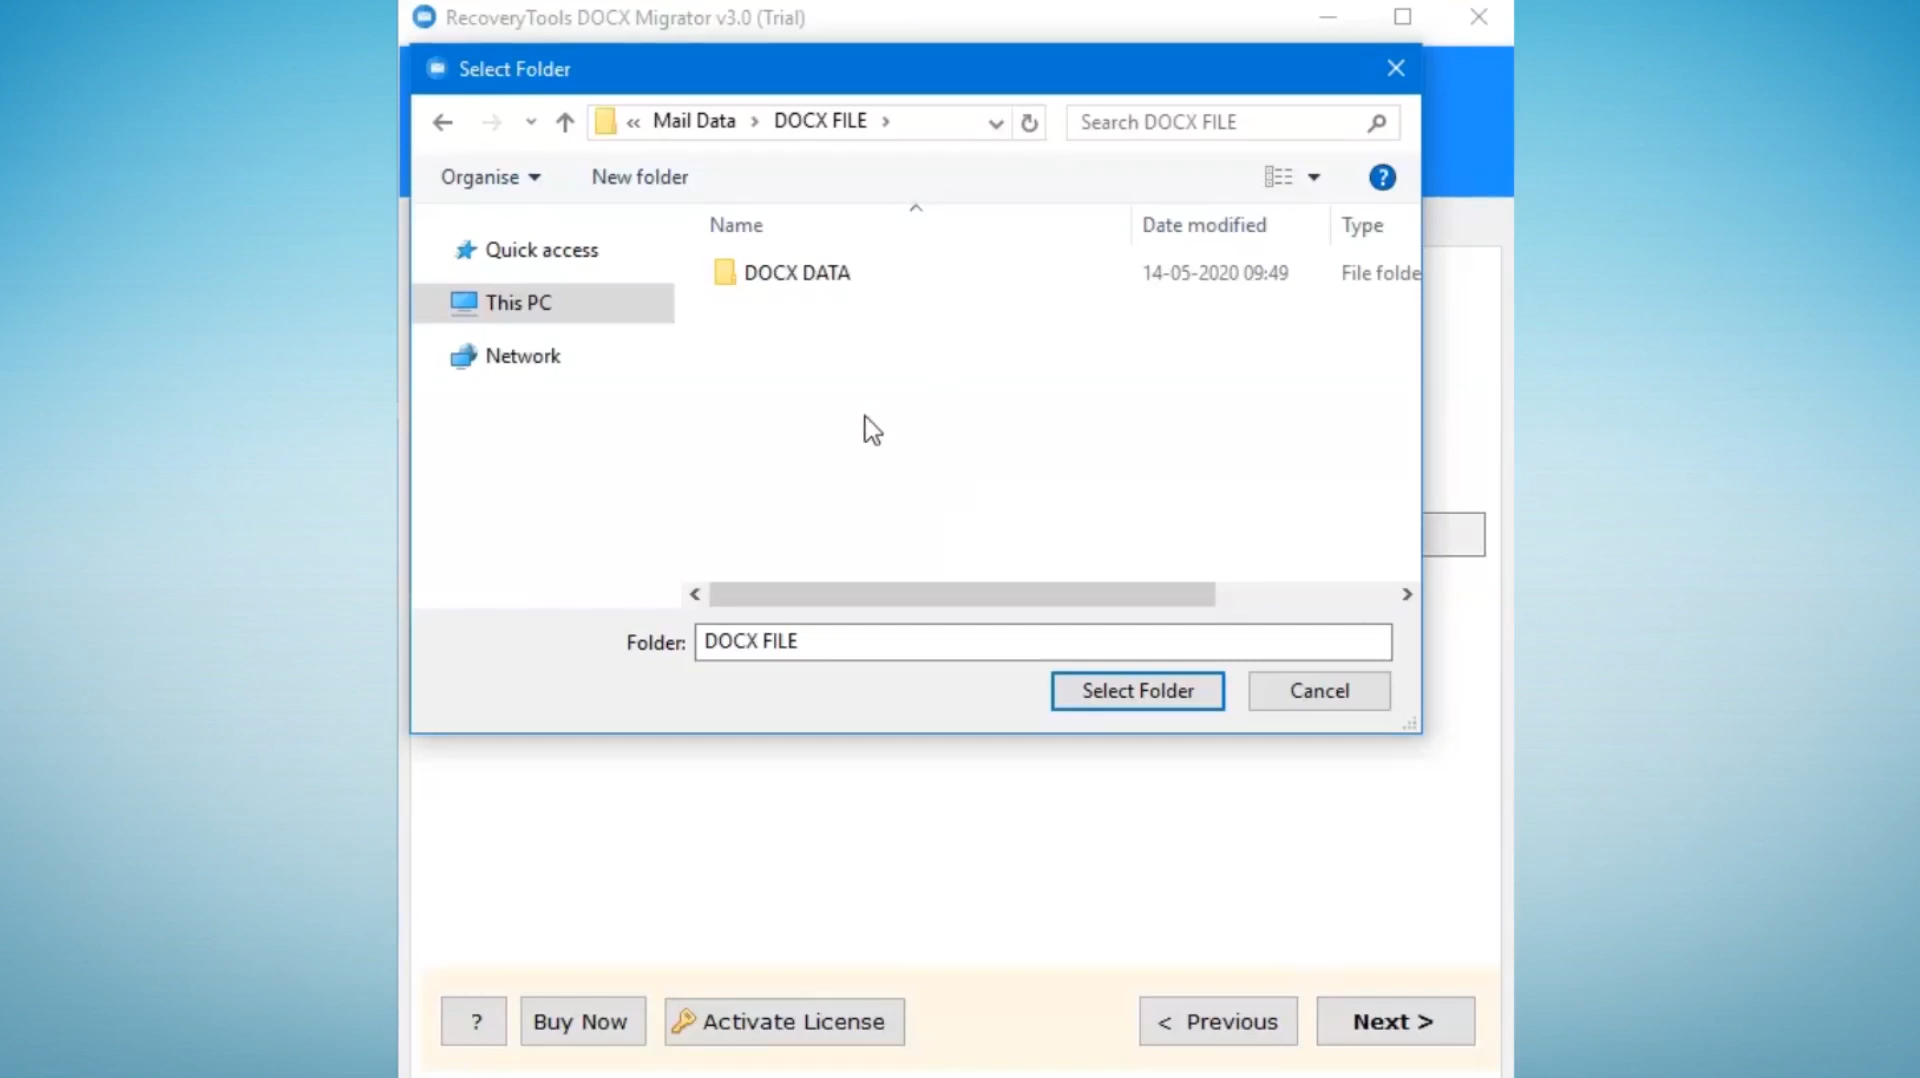 RecoveryTools DOCX Migrator v3.0 (Trial)
Select Folder
« Mail Data > DOCX FILE >
Search DOCX FILE
Organise
New folder
?
Name
Date modified
Type
Quick access
This PC
Network
DOCX DATA
14-05-2020 09:49
File folde
Folder:
DOCX FILE
Select Folder
Cancel
?
Buy Now
Activate License
< Previous
Next >